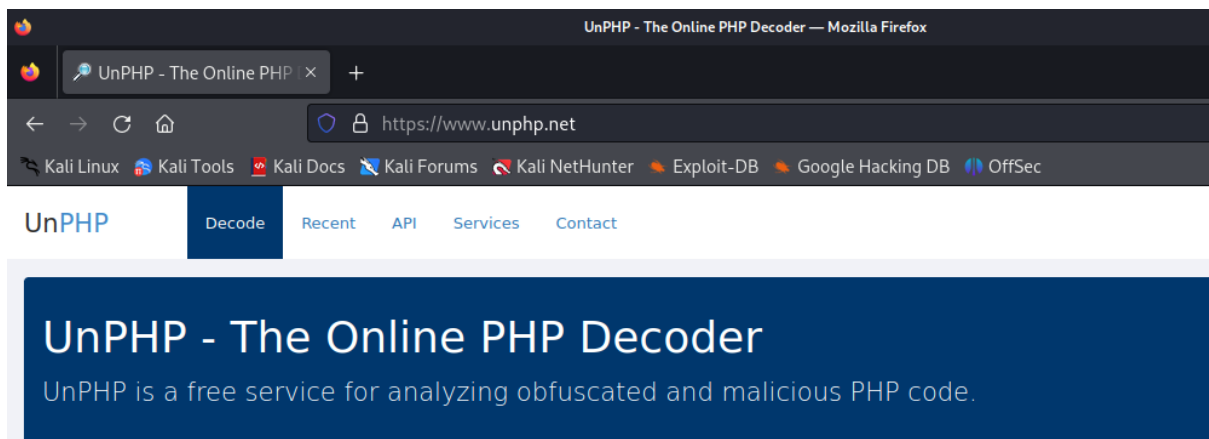 UnPHP - The Online PHP Decoder — Mozilla Firefox
UnPHP - The Online PHP
https://www.unphp.net
Kali Linux Kali Tools Kali Docs Kali Forums Kali NetHunter Exploit-DB Google Hacking DB OffSec
UnPHP Decode Recent API Services Contact
UnPHP - The Online PHP Decoder
UnPHP is a free service for analyzing obfuscated and malicious PHP code.